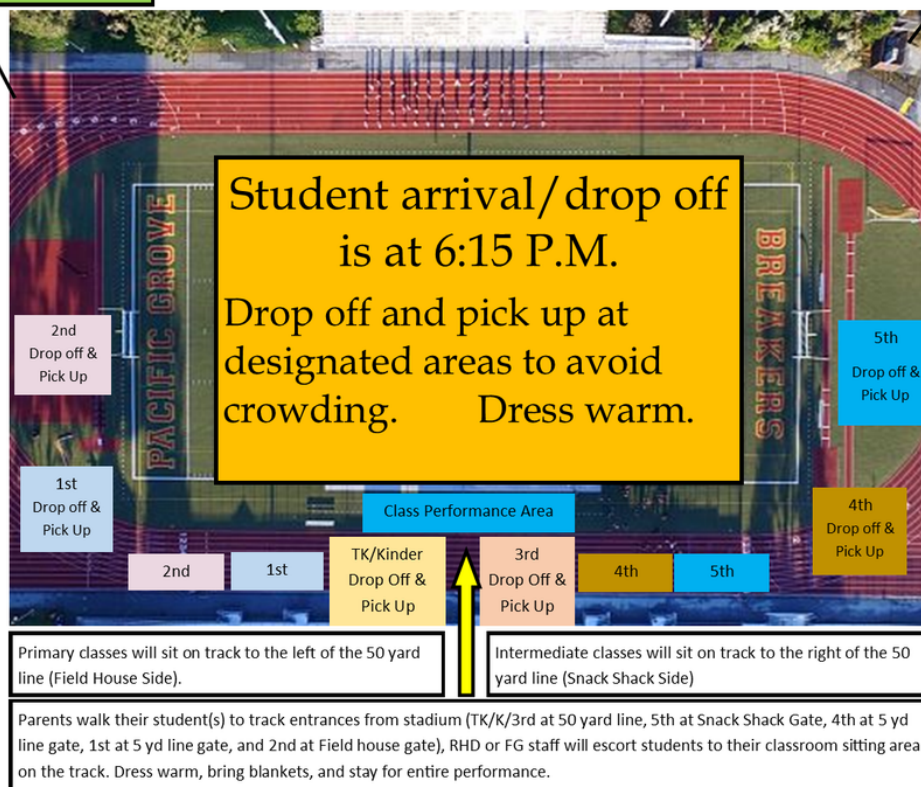 Student arrival/drop off
is at 6:15 P.M.
Drop off and pick up at
designated areas to avoid
crowding. Dress warm.
PACIFIC GROVE
BREAKERS
2nd
Drop off &
Pick Up
5th
Drop off &
Pick Up
1st
Drop off &
Pick Up
4th
Drop off &
Pick Up
Class Performance Area
2nd
1st
TK/Kinder
Drop Off &
Pick Up
3rd
Drop Off &
Pick Up
4th
5th
Primary classes will sit on track to the left of the 50 yard
line (Field House Side).
Intermediate classes will sit on track to the right of the 50
yard line (Snack Shack Side)
Parents walk their student(s) to track entrances from stadium (TK/K/3rd at 50 yard line, 5th at Snack Shack Gate, 4th at 5 yd
line gate, 1st at 5 yd line gate, and 2nd at Field house gate), RHD or FG staff will escort students to their classroom sitting area
on the track. Dress warm, bring blankets, and stay for entire performance.